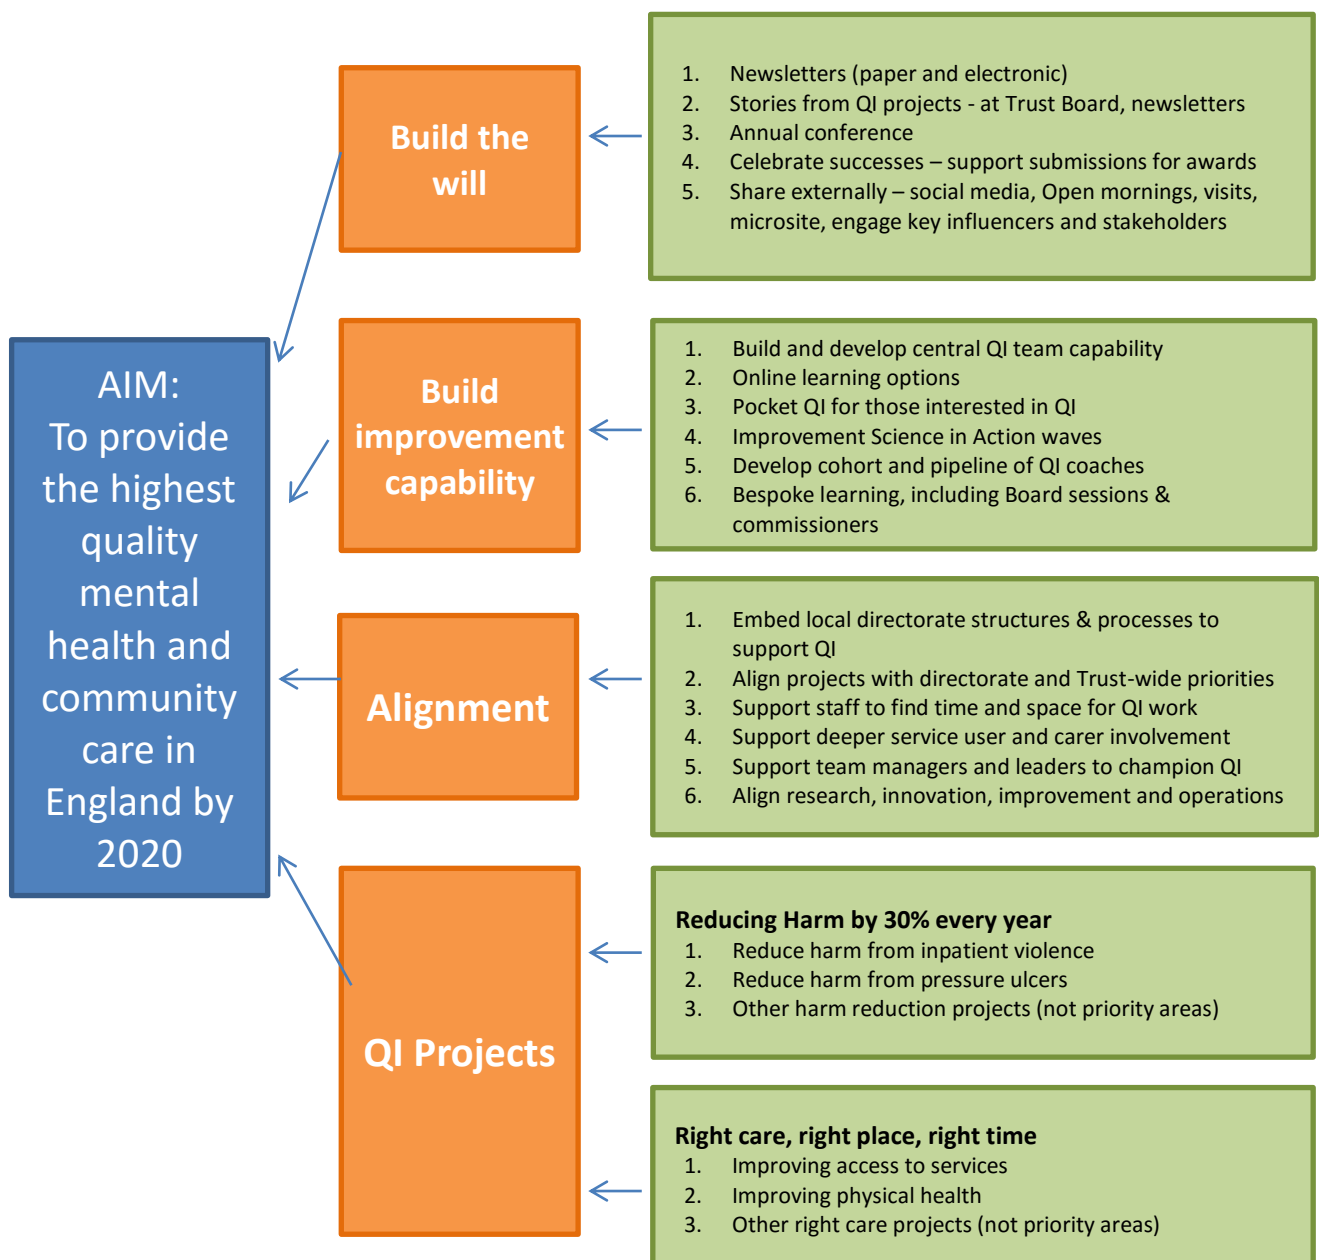 AIM:
To provide
the highest
quality
mental
health and
community
care in
England by
2020
Build the
will
1. Newsletters (paper and electronic)
2. Stories from QI projects - at Trust Board, newsletters
3. Annual conference
4. Celebrate successes – support submissions for awards
5. Share externally – social media, Open mornings, visits,
microsite, engage key influencers and stakeholders
Build
improvement
capability
1. Build and develop central QI team capability
2. Online learning options
3. Pocket QI for those interested in QI
4. Improvement Science in Action waves
5. Develop cohort and pipeline of QI coaches
6. Bespoke learning, including Board sessions &
commissioners
Alignment
1. Embed local directorate structures & processes to
support QI
2. Align projects with directorate and Trust-wide priorities
3. Support staff to find time and space for QI work
4. Support deeper service user and carer involvement
5. Support team managers and leaders to champion QI
6. Align research, innovation, improvement and operations
QI Projects
Reducing Harm by 30% every year
1. Reduce harm from inpatient violence
2. Reduce harm from pressure ulcers
3. Other harm reduction projects (not priority areas)
Right care, right place, right time
1. Improving access to services
2. Improving physical health
3. Other right care projects (not priority areas)